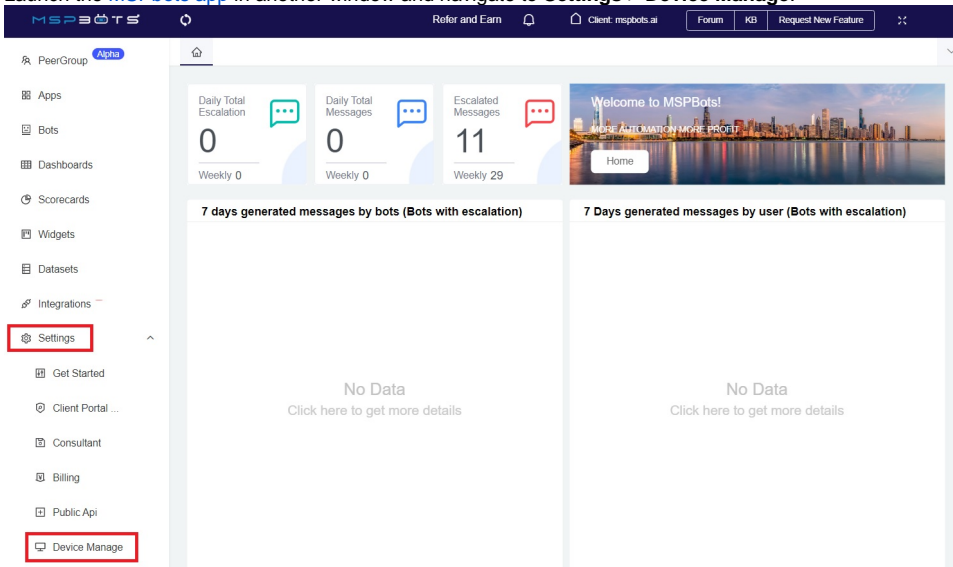 Launch the MSPbots app in another window and navigate to Settings > Device Manage.
MSPBOTS
Refer and Earn
Client: mspbots.ai
Forum
KB
Request New Feature
PeerGroup Alpha
Apps
Bots
Dashboards
Scorecards
Widgets
Datasets
Integrations
Settings
Get Started
Client Portal ...
Consultant
Billing
Public Api
Device Manage
Daily Total
Escalation
0
Weekly 0
Daily Total
Messages
0
Weekly 0
Escalated
Messages
11
Weekly 29
Welcome to MSPBots!
MORE AUTOMATION MORE PROFIT
Home
7 days generated messages by bots (Bots with escalation)
No Data
Click here to get more details
7 Days generated messages by user (Bots with escalation)
No Data
Click here to get more details